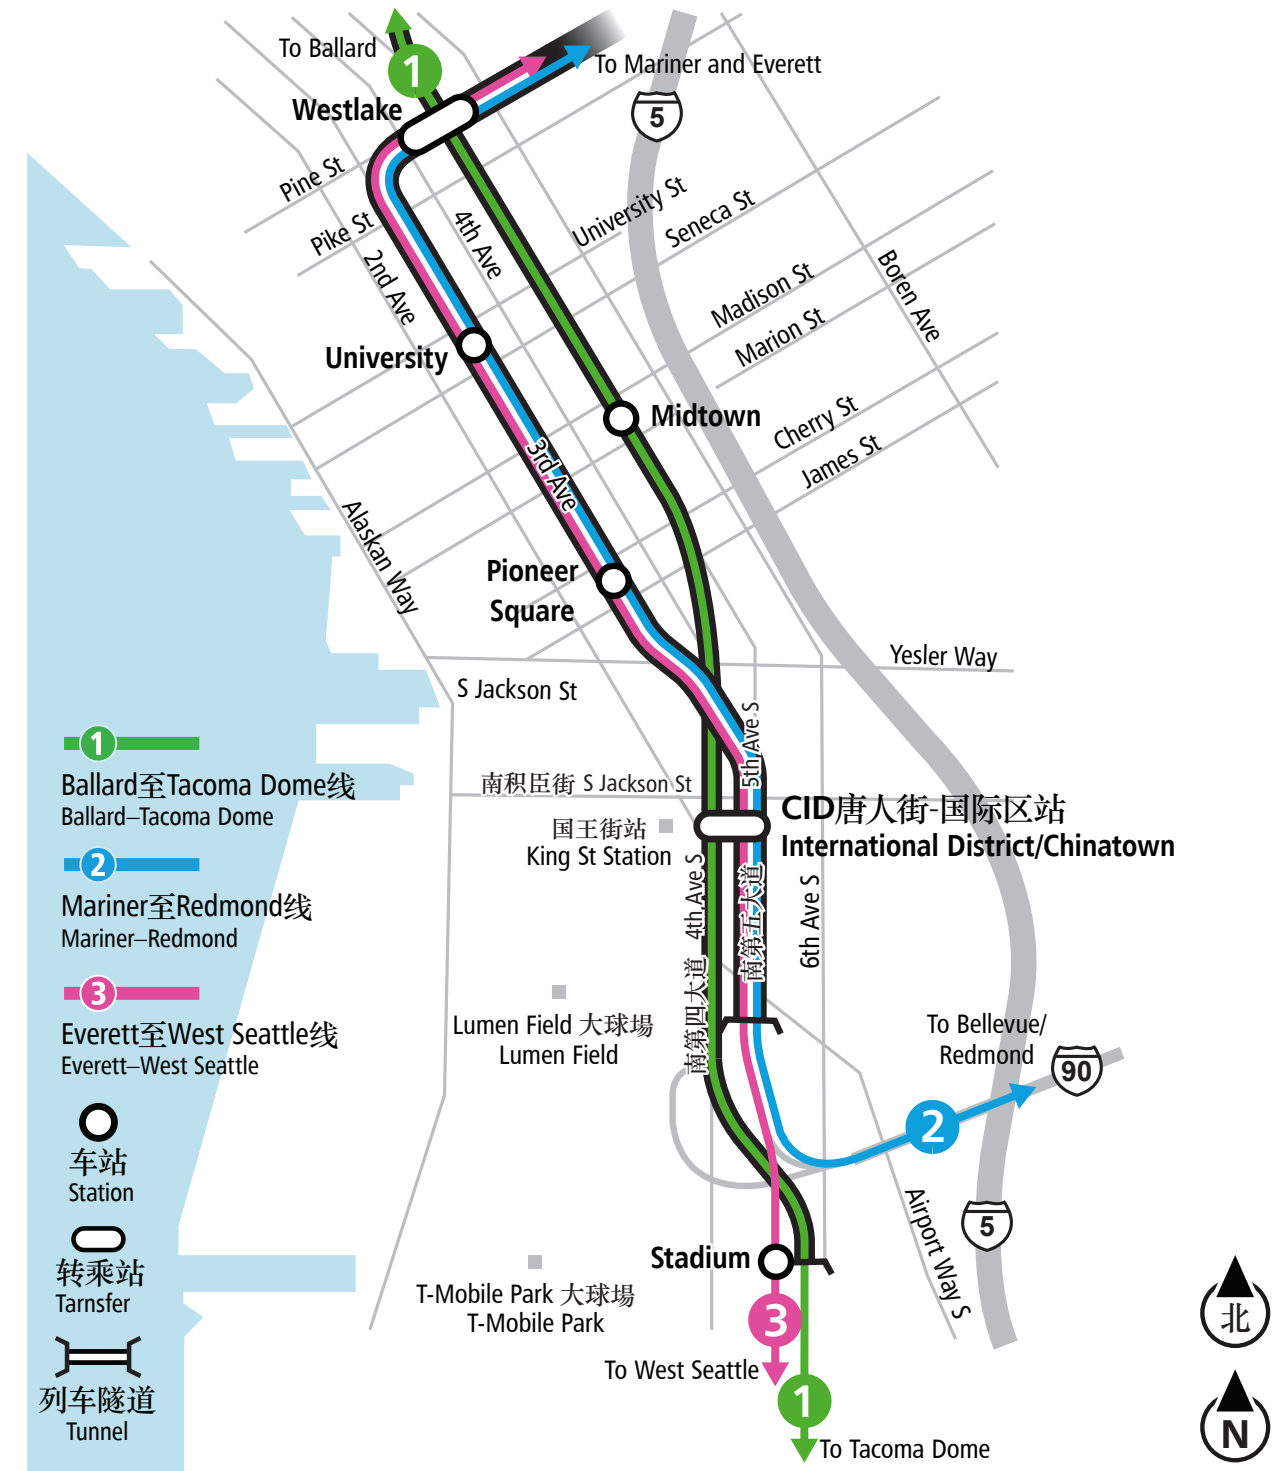 To Ballard
1
To Mariner and Everett
Westlake
5
Pine St
Pike St
2nd Ave
4th Ave
University St
Seneca St
Boren Ave
Madison St
Marion St
University
Midtown
Cherry St
James St
3rd Ave
Alaskan Way
Pioneer
Square
Yesler Way
S Jackson St
5th Ave S
1
Ballard至Tacoma Dome线
Ballard–Tacoma Dome
南积臣街 S Jackson St
CID唐人街-国际区站
International District/Chinatown
国王街站
King St Station
2
Mariner至Redmond线
Mariner–Redmond
南第四大道 4th Ave S
南第五大道
6th Ave S
3
Everett至West Seattle线
Everett–West Seattle
Lumen Field 大球場
Lumen Field
To Bellevue/
Redmond
90
2
车站
Station
Airport Way S
5
转乘站
Tarnsfer
Stadium
T-Mobile Park 大球場
T-Mobile Park
3
To West Seattle
1
To Tacoma Dome
列车隧道
Tunnel
北
N